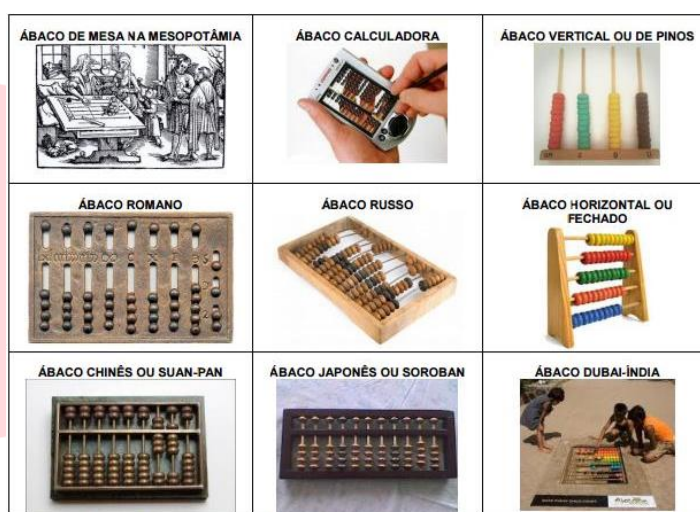 ÁBACO DE MESA NA MESOPOTÂMIA
ÁBACO CALCULADORA
ÁBACO VERTICAL OU DE PINOS
ÁBACO ROMANO
ÁBACO RUSSO
ÁBACO HORIZONTAL OU
FECHADO
ÁBACO CHINÊS OU SUAN-PAN
ÁBACO JAPONÊS OU SOROBAN
ÁBACO DUBAI-ÍNDIA